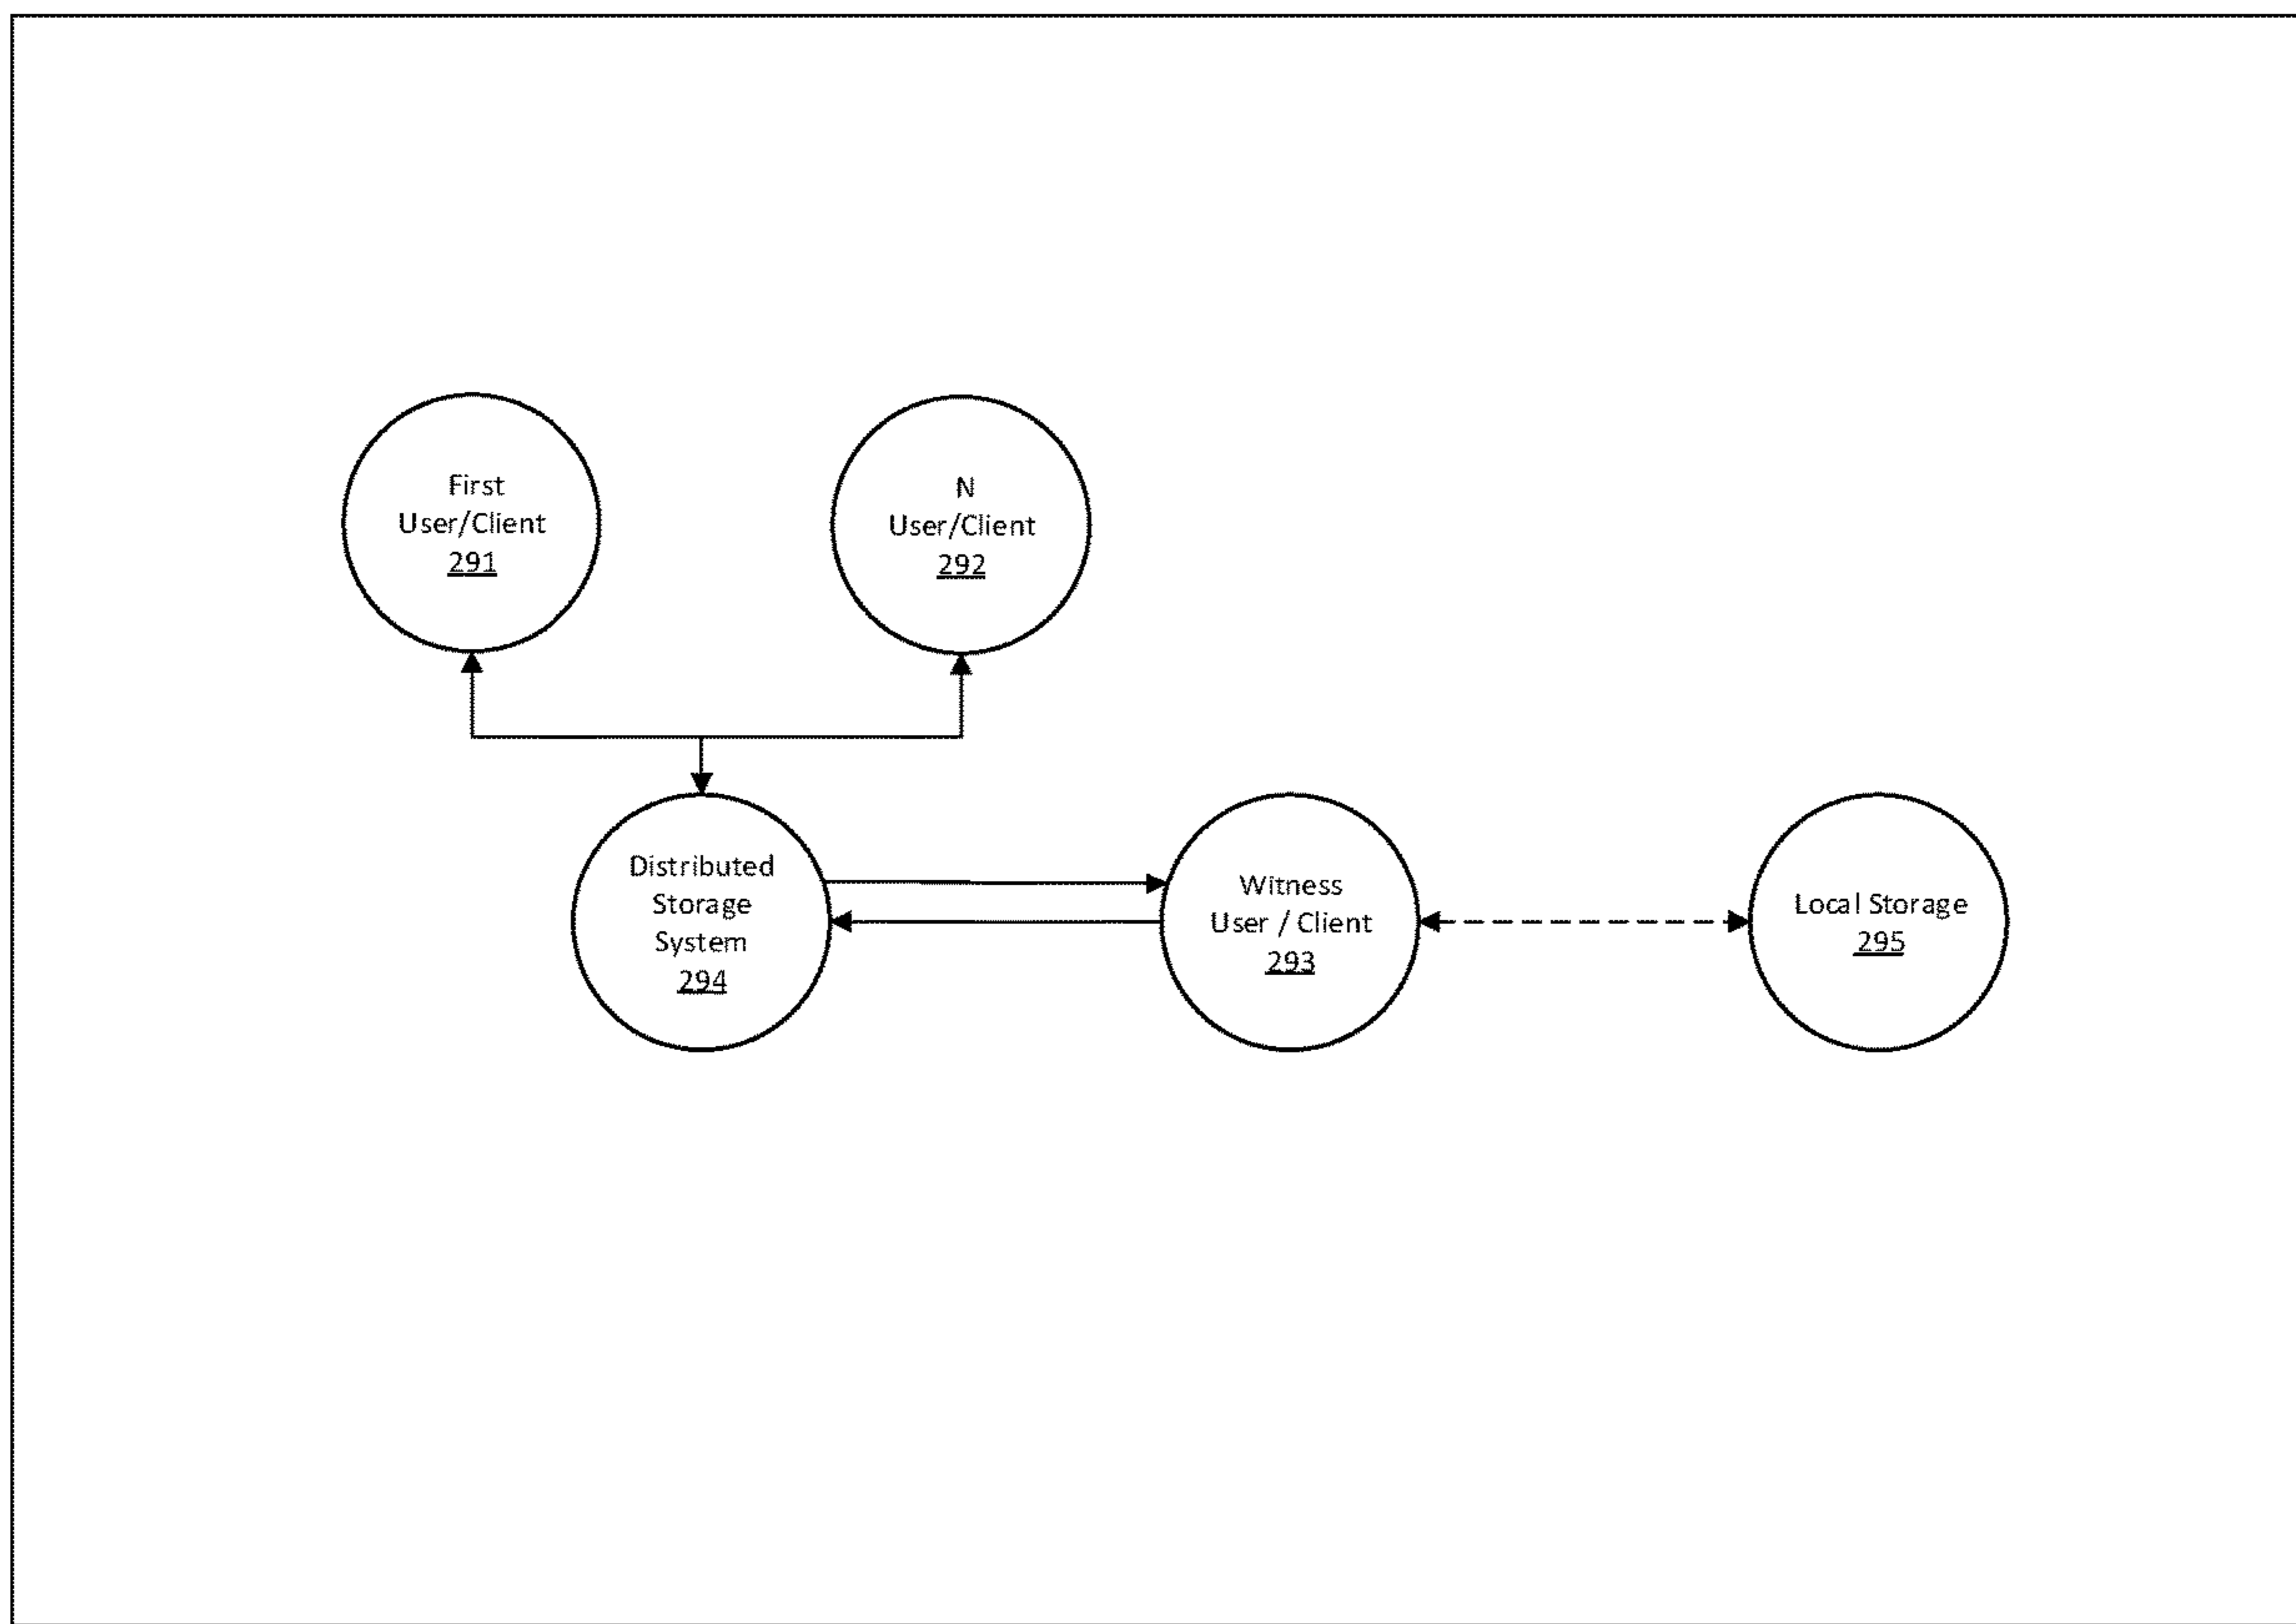 First
User/Client
291
N
User/Client
292
Distributed
Storage
System
294
Witness
User / Client
293
Local Storage
295